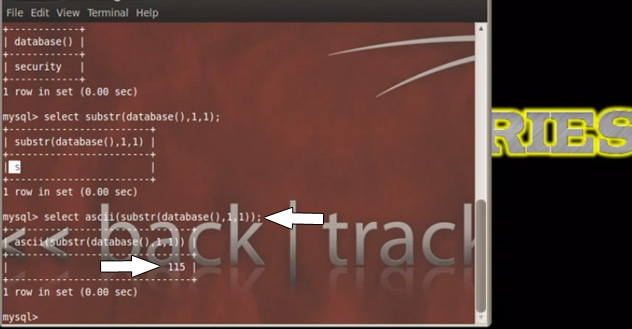 File Edit View Terminal Help
+------------+
| database() |
+------------+
| security   |
+------------+
1 row in set (0.00 sec)
mysql> select substr(database(),1,1);
+------------------------+
| substr(database(),1,1) |
+------------------------+
| s                      |
+------------------------+
1 row in set (0.00 sec)
mysql> select ascii(substr(database(),1,1));
+-------------------------------+
| ascii(substr(database(),1,1)) |
+-------------------------------+
|                           115 |
+-------------------------------+
1 row in set (0.00 sec)
mysql>
<< back | track
RIES